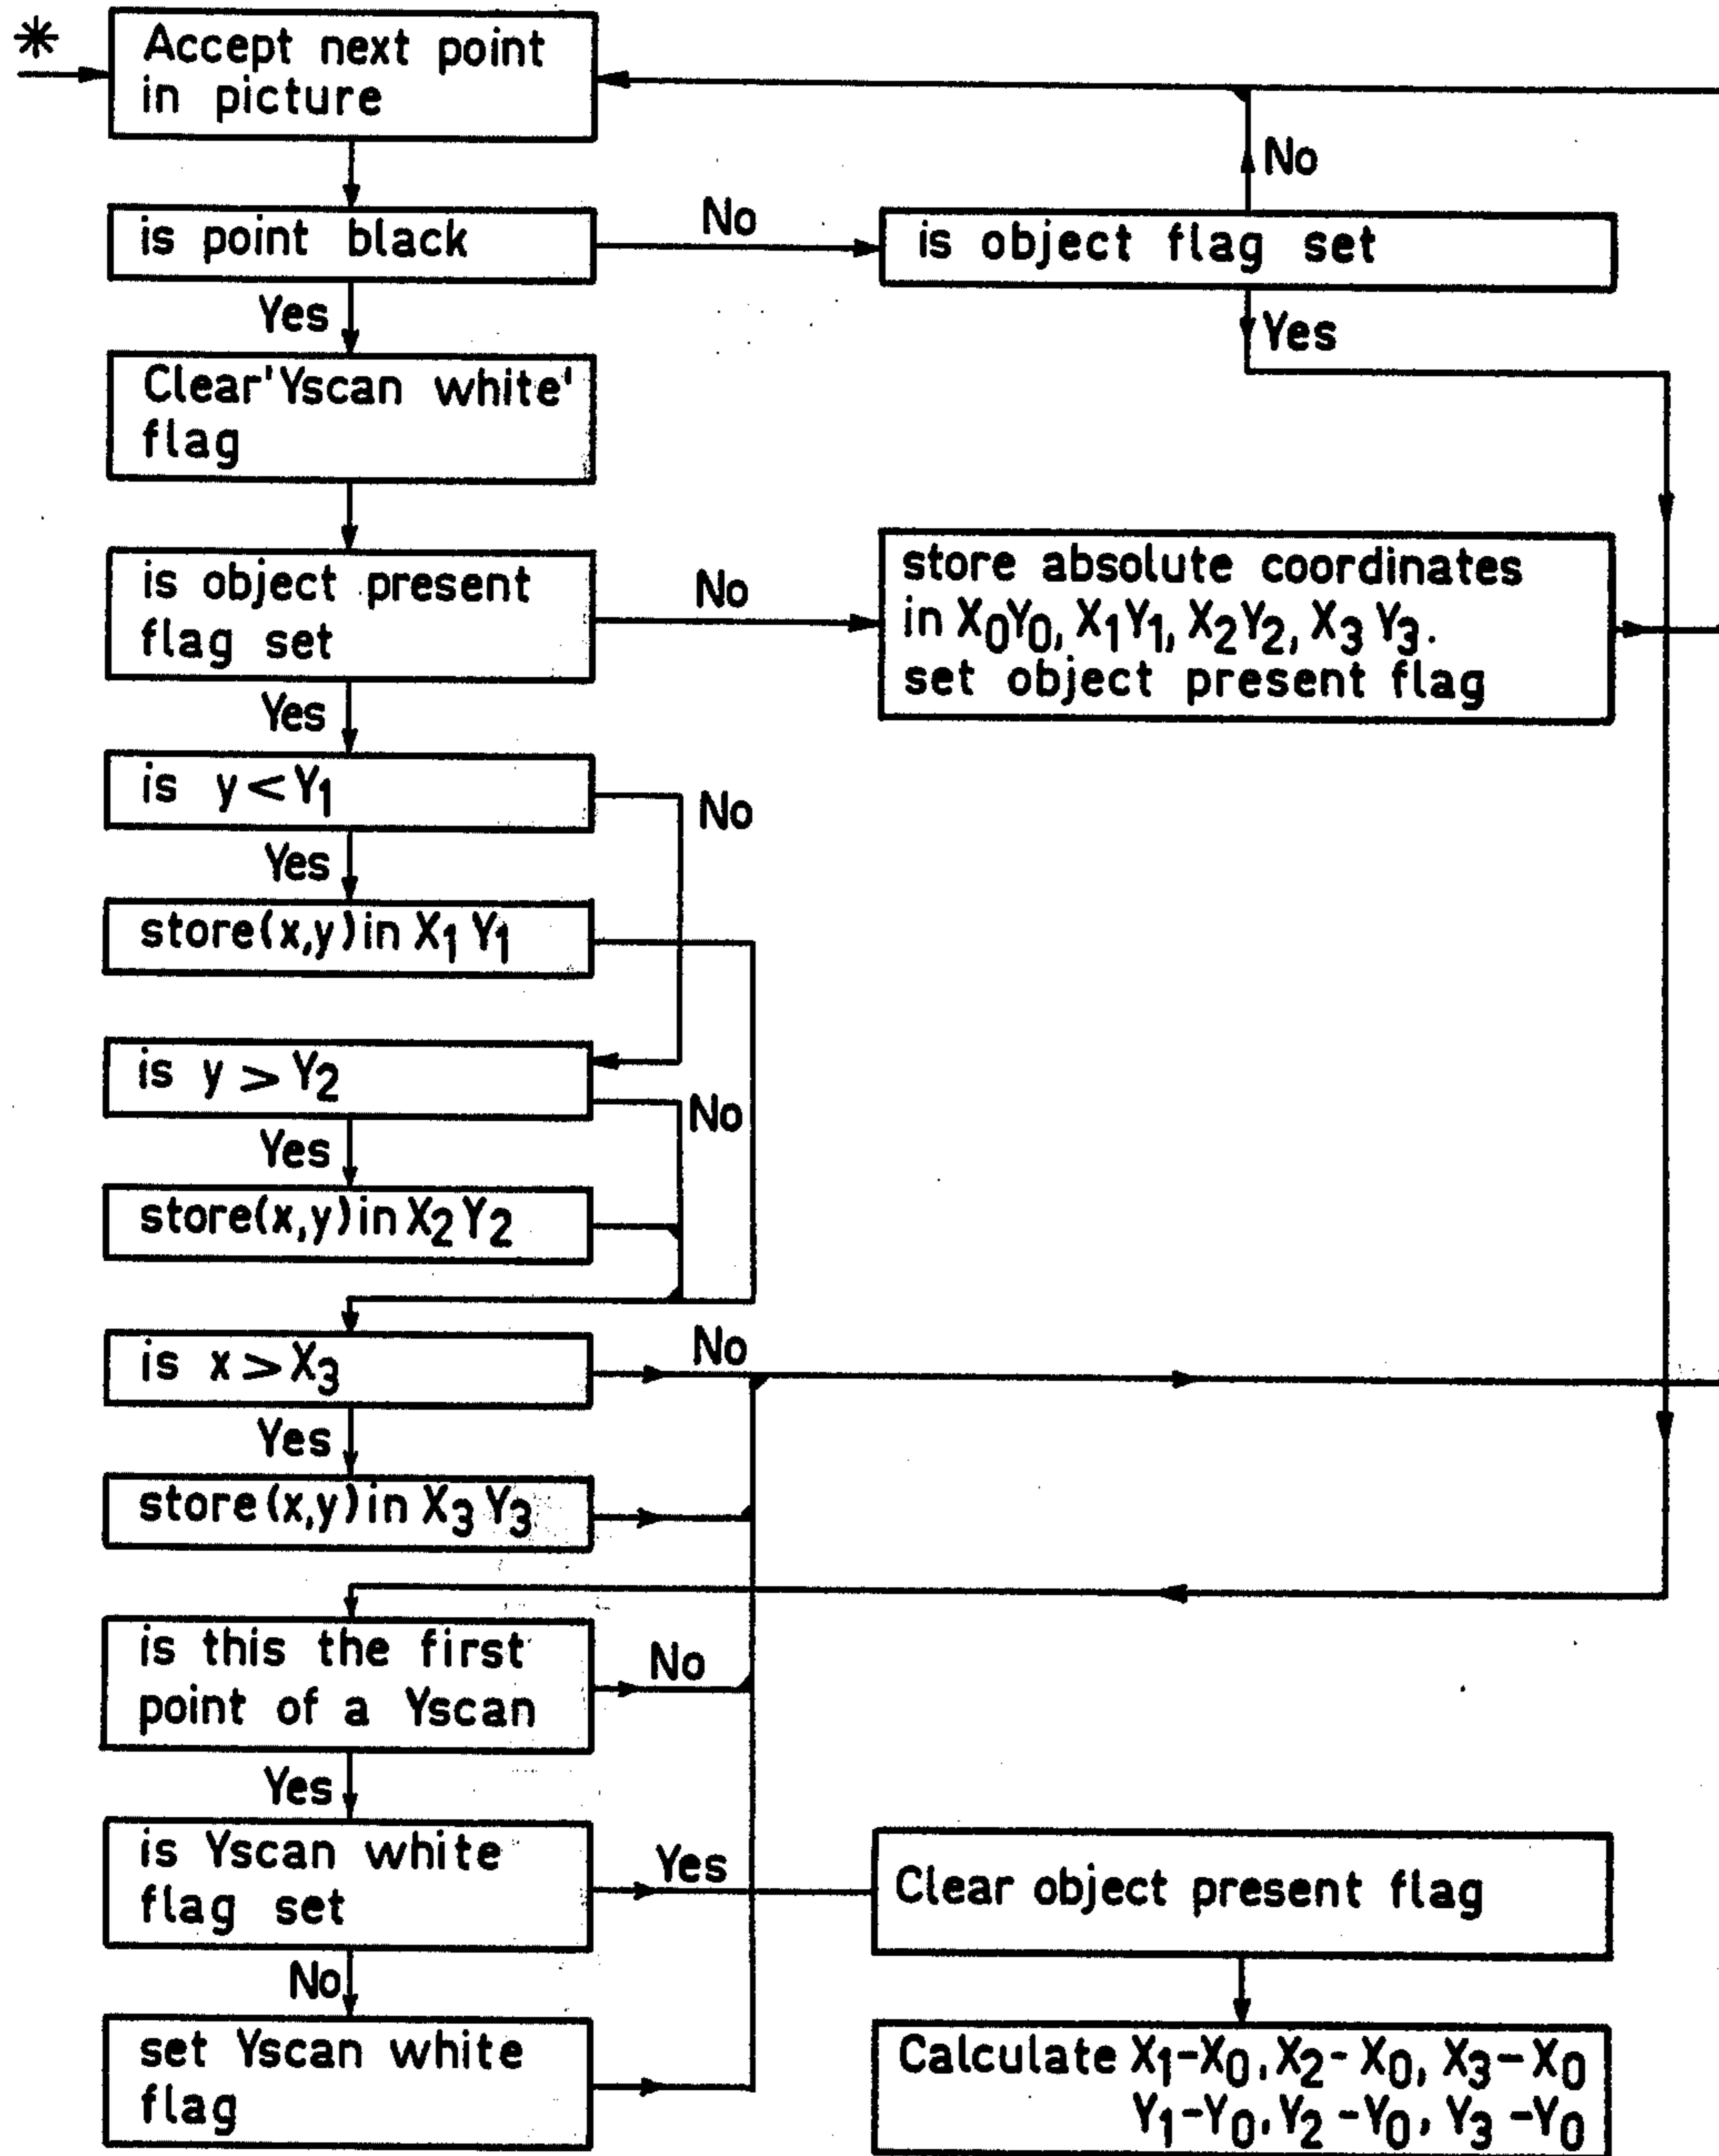 *
Accept next point
in picture
No
is point black
No
is object flag set
Yes
Yes
Clear'Yscan white'
flag
is object present
flag set
No
store absolute coordinates
in X0Y0, X1Y1, X2Y2, X3Y3.
set object present flag
Yes
is y<Y1
No
Yes
store(x,y)in X1Y1
is y>Y2
No
Yes
store(x,y)in X2Y2
is x>X3
No
Yes
store(x,y)in X3Y3
is this the first
point of a Yscan
No
Yes
is Yscan white
flag set
Yes
Clear object present flag
No
set Yscan white
flag
Calculate X1-X0, X2-X0, X3-X0
Y1-Y0, Y2-Y0, Y3-Y0